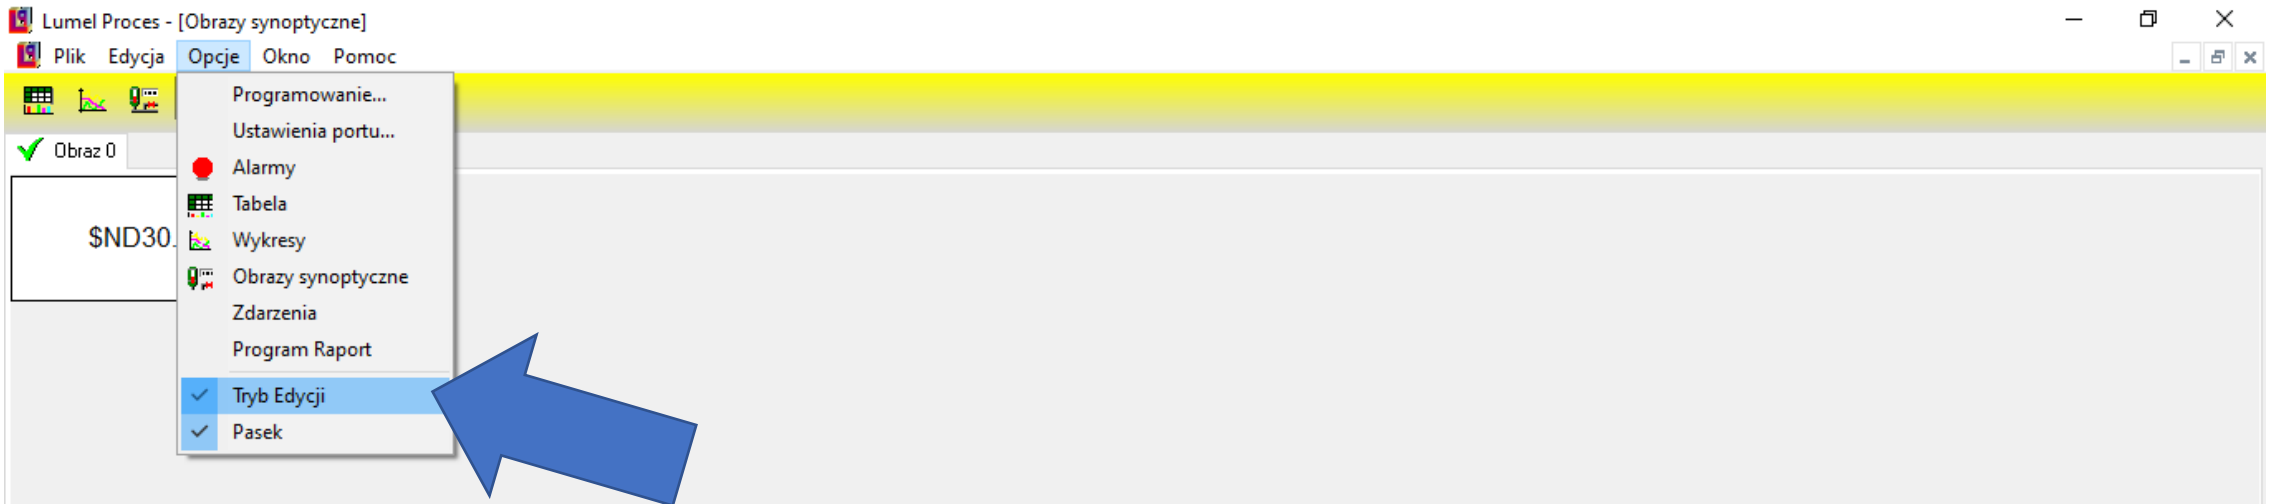 Lumel Proces - [Obrazy synoptyczne]
Plik Edycja Opcje Okno Pomoc
Programowanie...
Ustawienia portu...
Obraz 0
Alarmy
Tabela
$ND30.
Wykresy
Obrazy synoptyczne
Zdarzenia
Program Raport
Tryb Edycji
Pasek